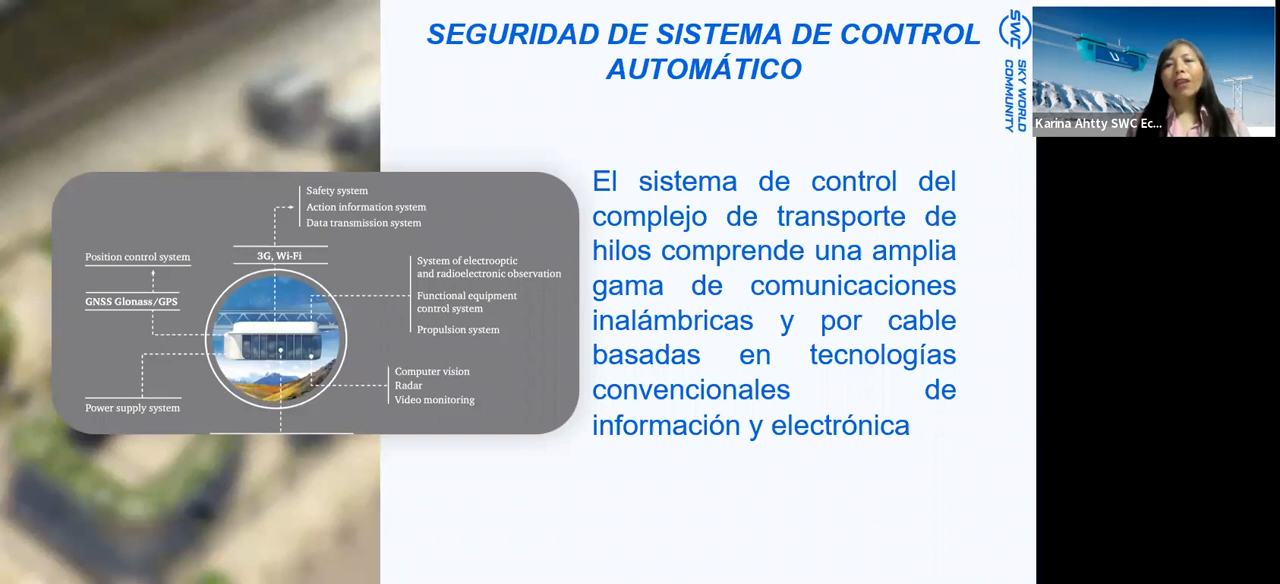 SEGURIDAD DE SISTEMA DE CONTROL
AUTOMÁTICO
SWC
SKY WORLD
COMMUNITY
Karina Ahtty SWC Ec...
Safety system
Action information system
Data transmission system
3G, Wi-Fi
Position control system
GNSS Glonass/GPS
System of electrooptic
and radioelectronic observation
Functional equipment
control system
Propulsion system
Computer vision
Radar
Video monitoring
Power supply system
El sistema de control del
complejo de transporte de
hilos comprende una amplia
gama de comunicaciones
inalámbricas y por cable
basadas en tecnologías
convencionales de
información y electrónica